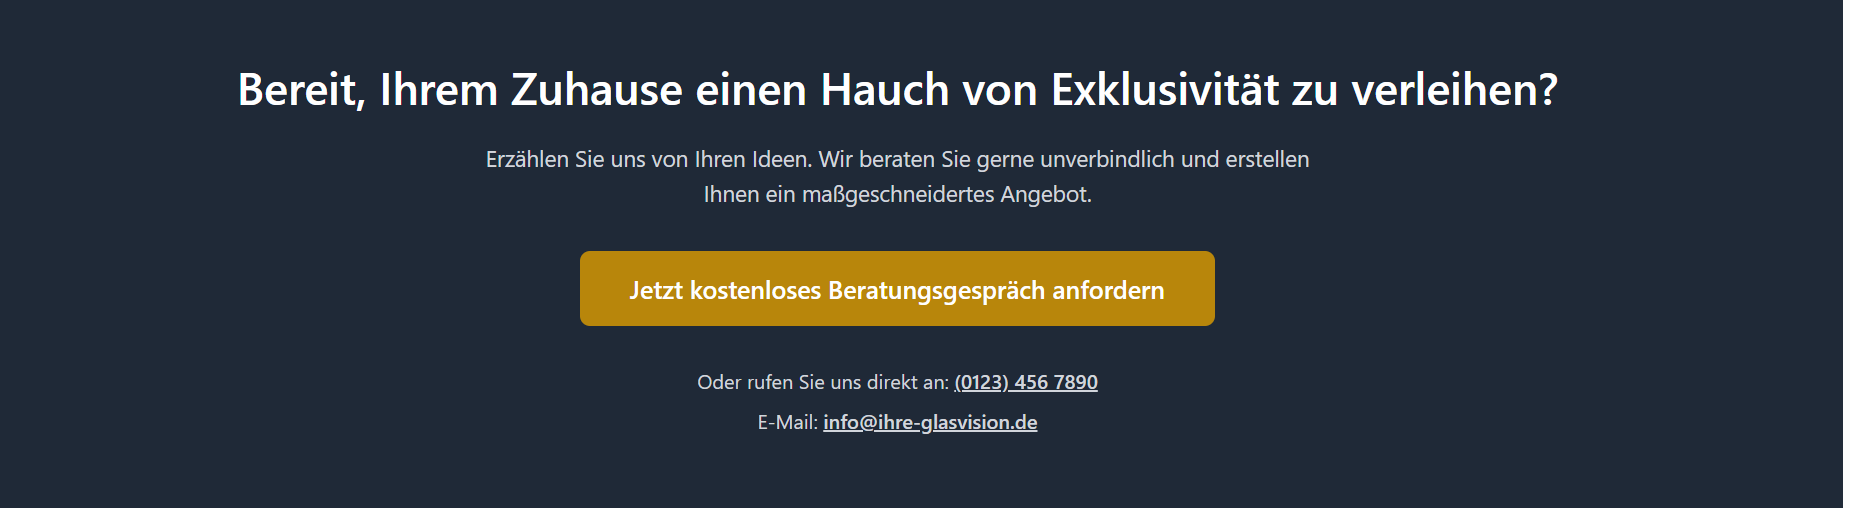 Bereit, Ihrem Zuhause einen Hauch von Exklusivität zu verleihen?
Erzählen Sie uns von Ihren Ideen. Wir beraten Sie gerne unverbindlich und erstellen
Ihnen ein maßgeschneidertes Angebot.
Jetzt kostenloses Beratungsgespräch anfordern
Oder rufen Sie uns direkt an: (0123) 456 7890
E-Mail: info@ihre-glasvision.de